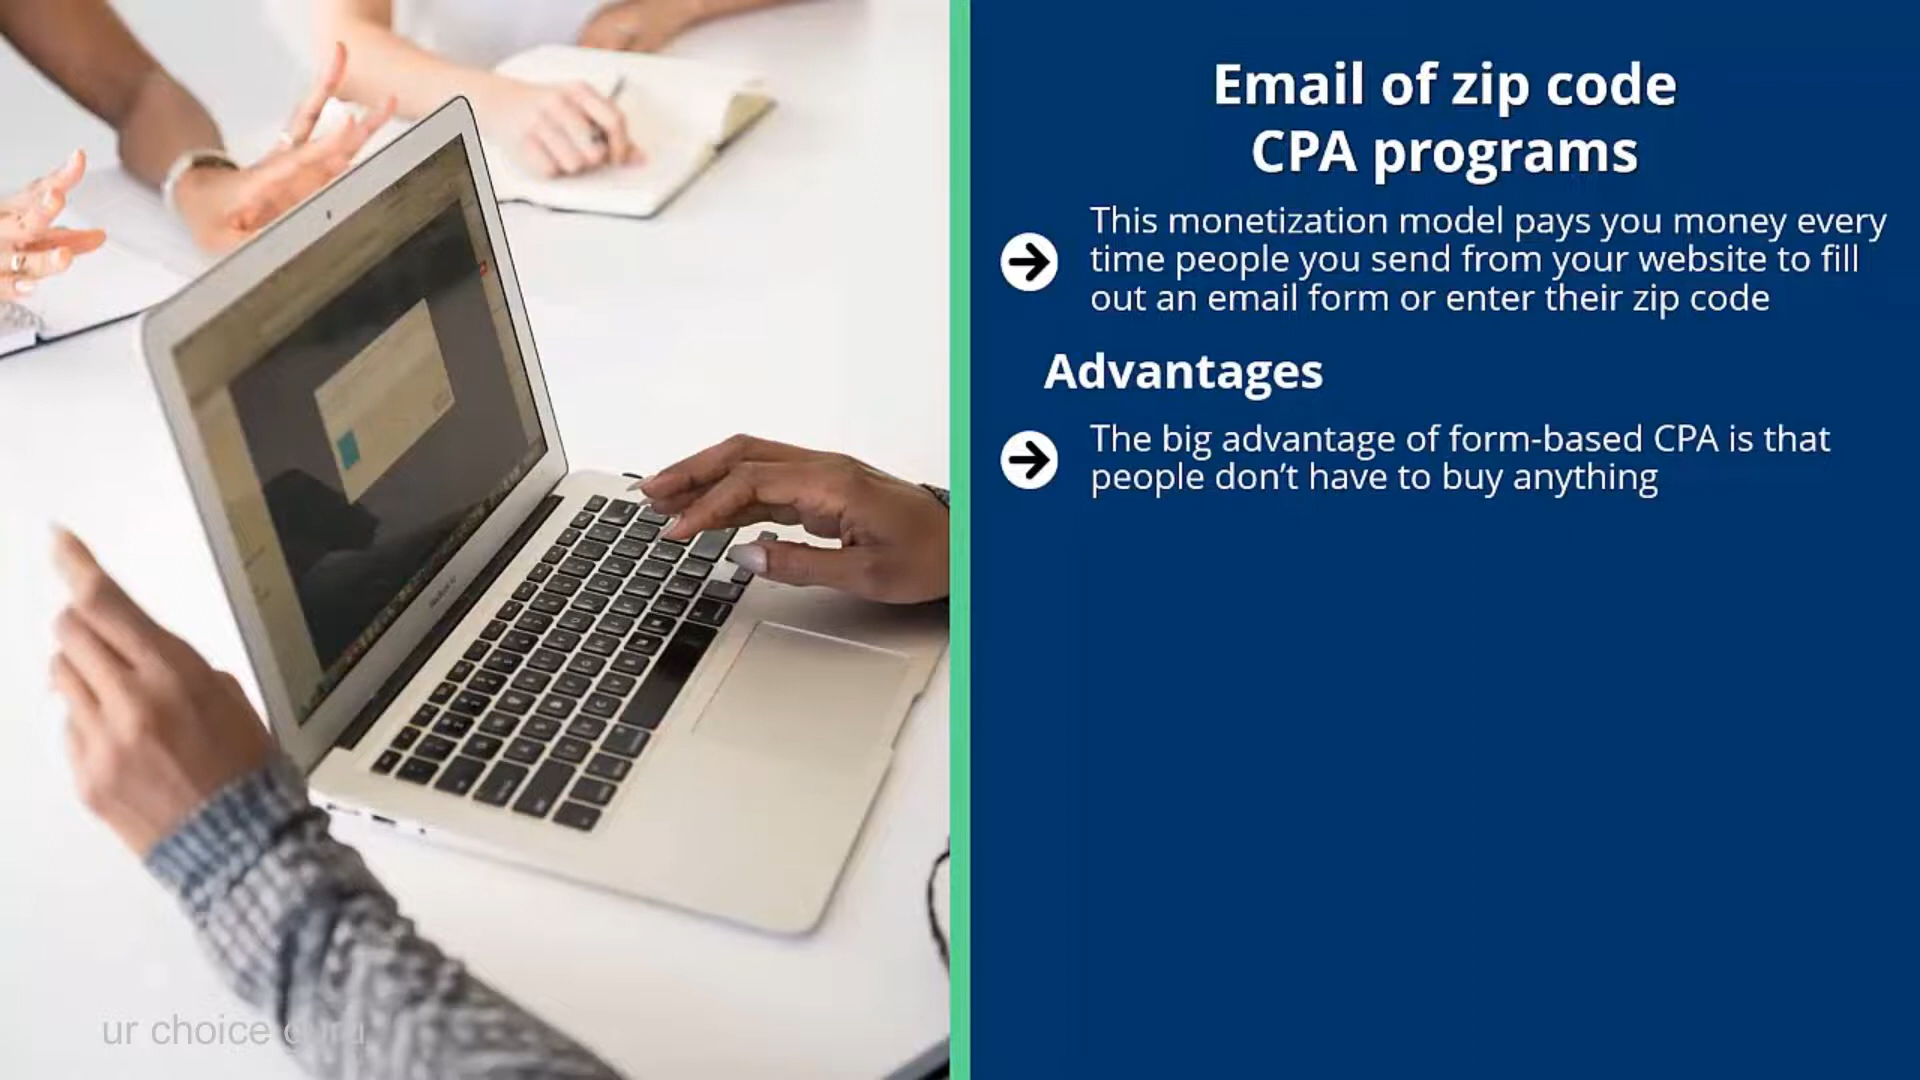 Email of zip code
CPA programs
This monetization model pays you money every
time people you send from your website to fill
out an email form or enter their zip code
Advantages
The big advantage of form-based CPA is that
people don’t have to buy anything
ur choice guru